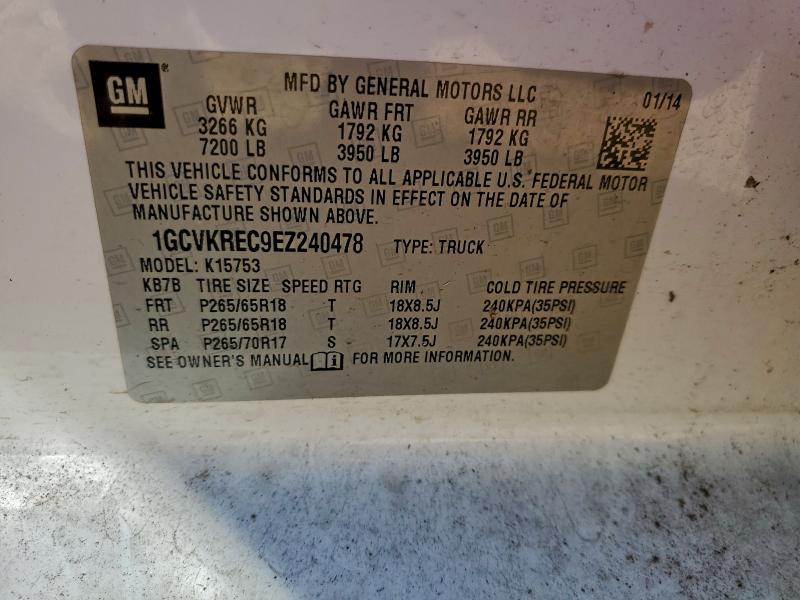 GM
MFD BY GENERAL MOTORS LLC 01/14
GVWR GAWR FRT GAWR RR
3266 KG 1792 KG 1792 KG
7200 LB 3950 LB 3950 LB
THIS VEHICLE CONFORMS TO ALL APPLICABLE U.S. FEDERAL MOTOR
VEHICLE SAFETY STANDARDS IN EFFECT ON THE DATE OF
MANUFACTURE SHOWN ABOVE.
1GCVKREC9EZ240478 TYPE: TRUCK
MODEL: K15753
KB7B TIRE SIZE SPEED RTG RIM COLD TIRE PRESSURE
FRT P265/65R18 T 18X8.5J 240KPA(35PSI)
RR P265/65R18 T 18X8.5J 240KPA(35PSI)
SPA P265/70R17 S 17X7.5J 240KPA(35PSI)
SEE OWNER'S MANUAL FOR MORE INFORMATION.